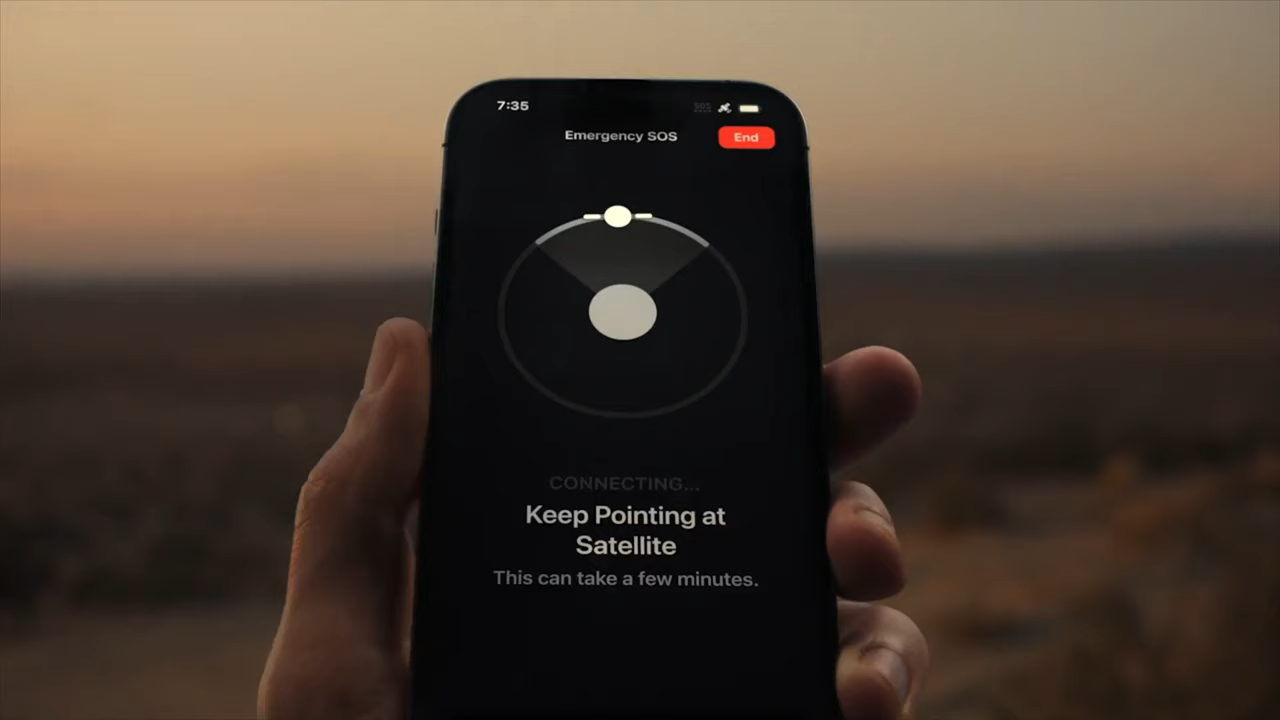 7:35
SOS
Emergency SOS
End
CONNECTING...
Keep Pointing at
Satellite
This can take a few minutes.